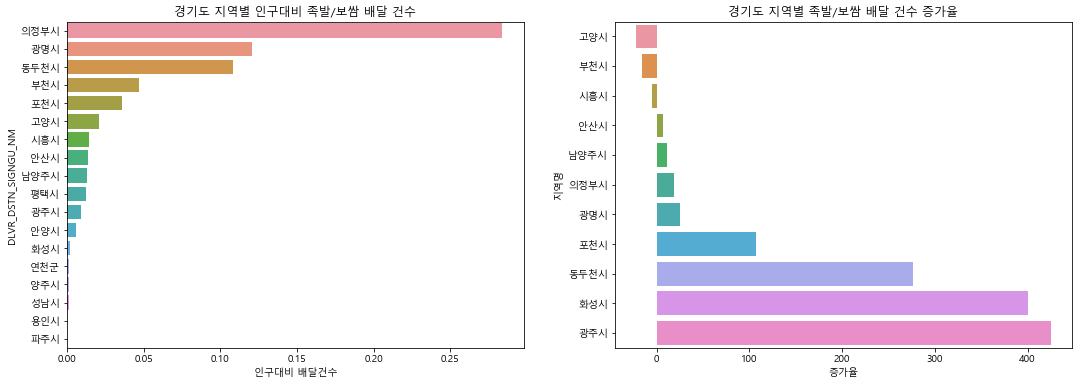 경기도 지역별 인구대비 족발/보쌈 배달 건수
DLVR_DSTN_SIGNGU_NM
의정부시
광명시
동두천시
부천시
포천시
고양시
시흥시
안산시
남양주시
평택시
광주시
안양시
화성시
연천군
양주시
성남시
용인시
파주시
0.00 0.05 0.10 0.15 0.20 0.25
인구대비 배달건수
경기도 지역별 족발/보쌈 배달 건수 증가율
지역명
고양시
부천시
시흥시
안산시
남양주시
의정부시
광명시
포천시
동두천시
화성시
광주시
0 100 200 300 400
증가율